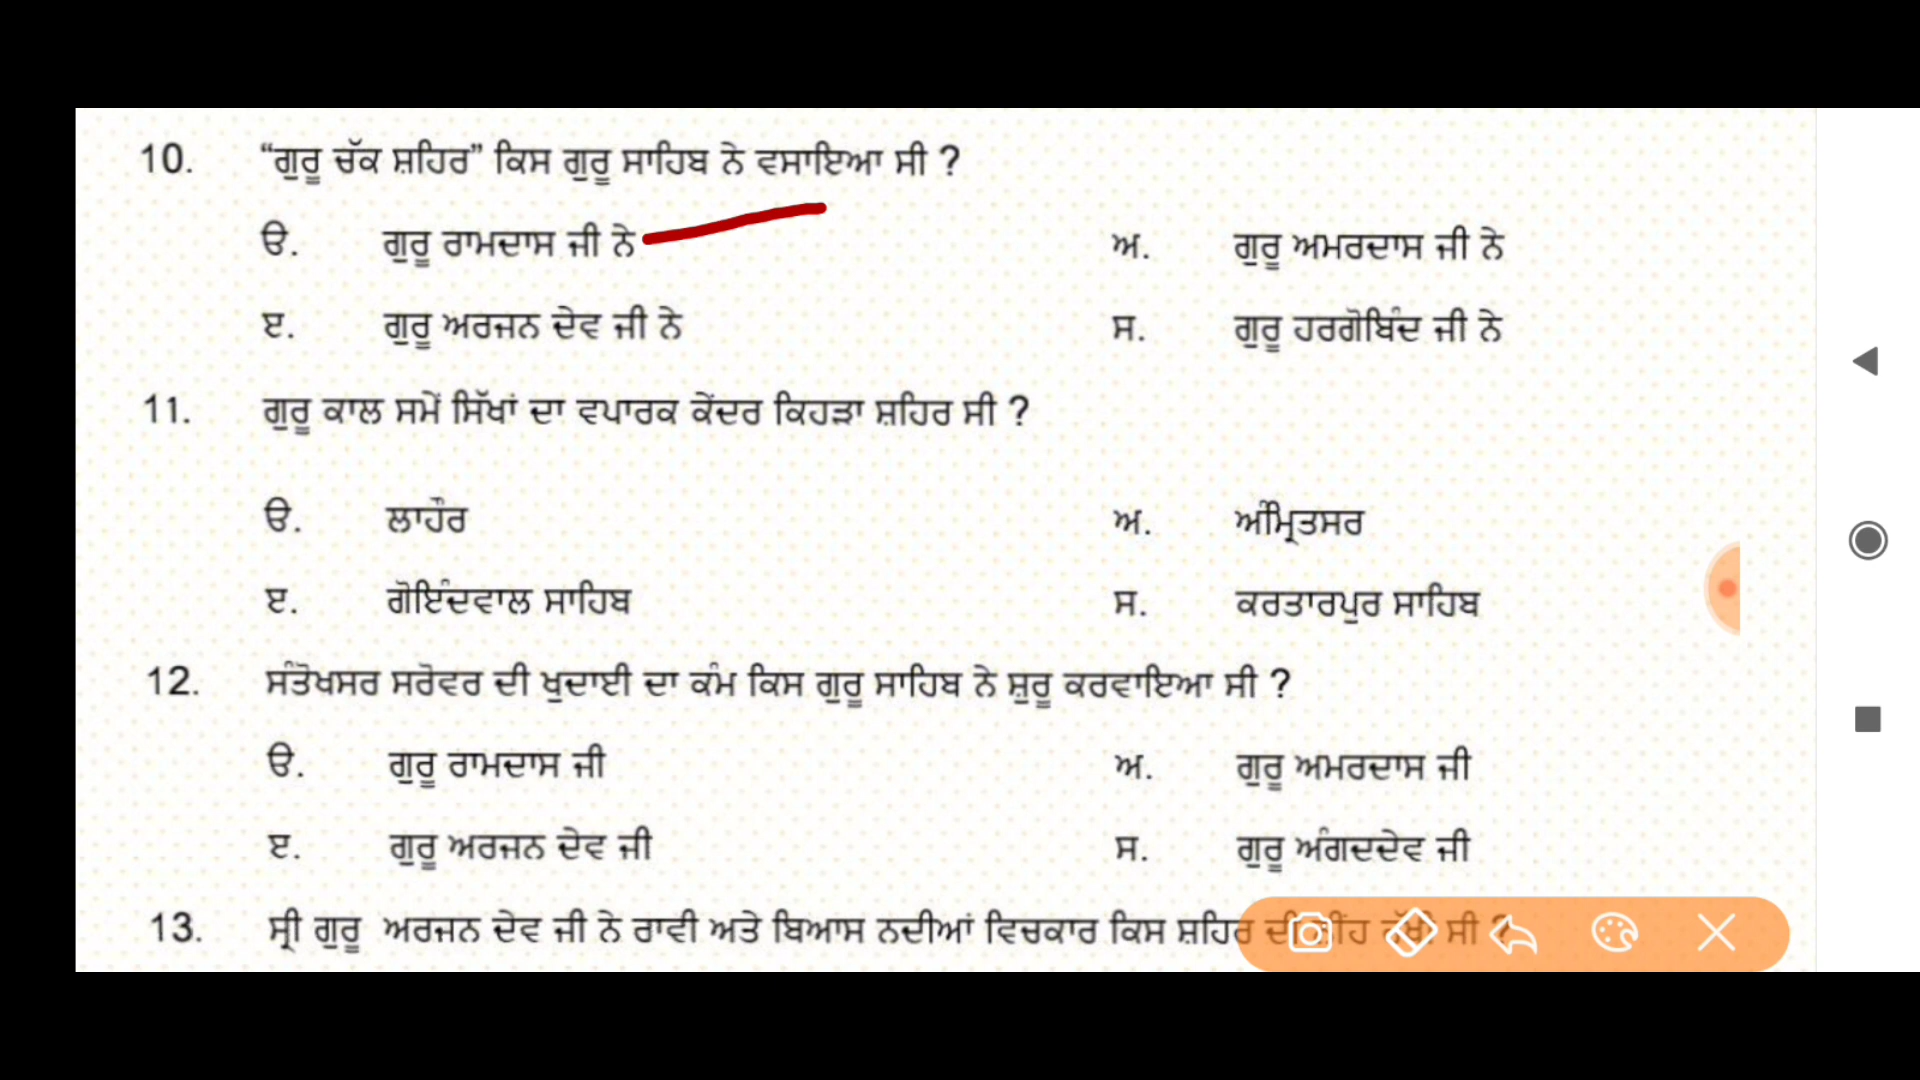 10. “ਗੁਰੂ ਚੱਕ ਸ਼ਹਿਰ” ਕਿਸ ਗੁਰੂ ਸਾਹਿਬ ਨੇ ਵਸਾਇਆ ਸੀ ?
ੳ. ਗੁਰੂ ਰਾਮਦਾਸ ਜੀ ਨੇ ਅ. ਗੁਰੂ ਅਮਰਦਾਸ ਜੀ ਨੇ
ੲ. ਗੁਰੂ ਅਰਜਨ ਦੇਵ ਜੀ ਨੇ ਸ. ਗੁਰੂ ਹਰਗੋਬਿੰਦ ਜੀ ਨੇ
11. ਗੁਰੂ ਕਾਲ ਸਮੇਂ ਸਿੱਖਾਂ ਦਾ ਵਪਾਰਕ ਕੇਂਦਰ ਕਿਹੜਾ ਸ਼ਹਿਰ ਸੀ ?
ੳ. ਲਾਹੌਰ ਅ. ਅੰਮ੍ਰਿਤਸਰ
ੲ. ਗੋਇੰਦਵਾਲ ਸਾਹਿਬ ਸ. ਕਰਤਾਰਪੁਰ ਸਾਹਿਬ
12. ਸੰਤੋਖਸਰ ਸਰੋਵਰ ਦੀ ਖੁਦਾਈ ਦਾ ਕੰਮ ਕਿਸ ਗੁਰੂ ਸਾਹਿਬ ਨੇ ਸ਼ੁਰੂ ਕਰਵਾਇਆ ਸੀ ?
ੳ. ਗੁਰੂ ਰਾਮਦਾਸ ਜੀ ਅ. ਗੁਰੂ ਅਮਰਦਾਸ ਜੀ
ੲ. ਗੁਰੂ ਅਰਜਨ ਦੇਵ ਜੀ ਸ. ਗੁਰੂ ਅੰਗਦਦੇਵ ਜੀ
13. ਸ੍ਰੀ ਗੁਰੂ ਅਰਜਨ ਦੇਵ ਜੀ ਨੇ ਰਾਵੀ ਅਤੇ ਬਿਆਸ ਨਦੀਆਂ ਵਿਚਕਾਰ ਕਿਸ ਸ਼ਹਿਰ ਦੀ ਸੀ ?